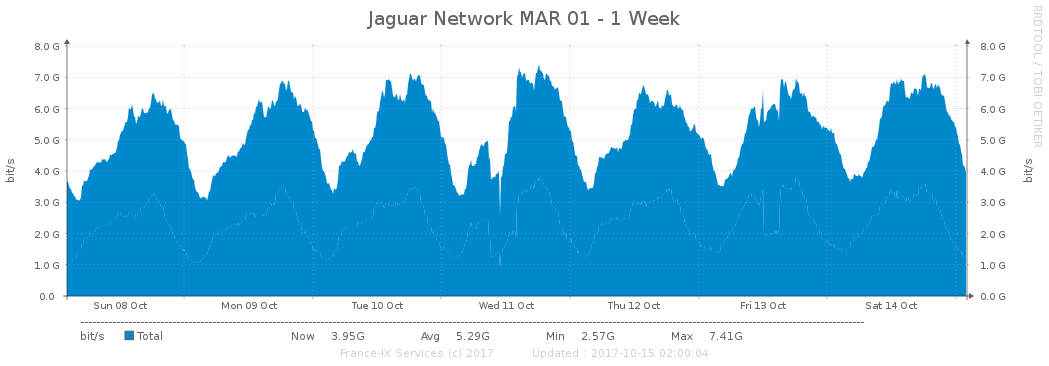 Jaguar Network MAR 01 - 1 Week
RRDTOOL / TOBI OETIKER
8.0 G 8.0 G
7.0 G 7.0 G
6.0 G 6.0 G
5.0 G 5.0 G
4.0 G 4.0 G
3.0 G 3.0 G
2.0 G 2.0 G
1.0 G 1.0 G
0.0 0.0 G
bit/s bit/s
Sun 08 Oct Mon 09 Oct Tue 10 Oct Wed 11 Oct Thu 12 Oct Fri 13 Oct Sat 14 Oct
bit/s Total Now 3.95G Avg 5.29G Min 2.57G Max 7.41G
France-IX Services (c) 2017 Updated : 2017-10-15 02:00:04